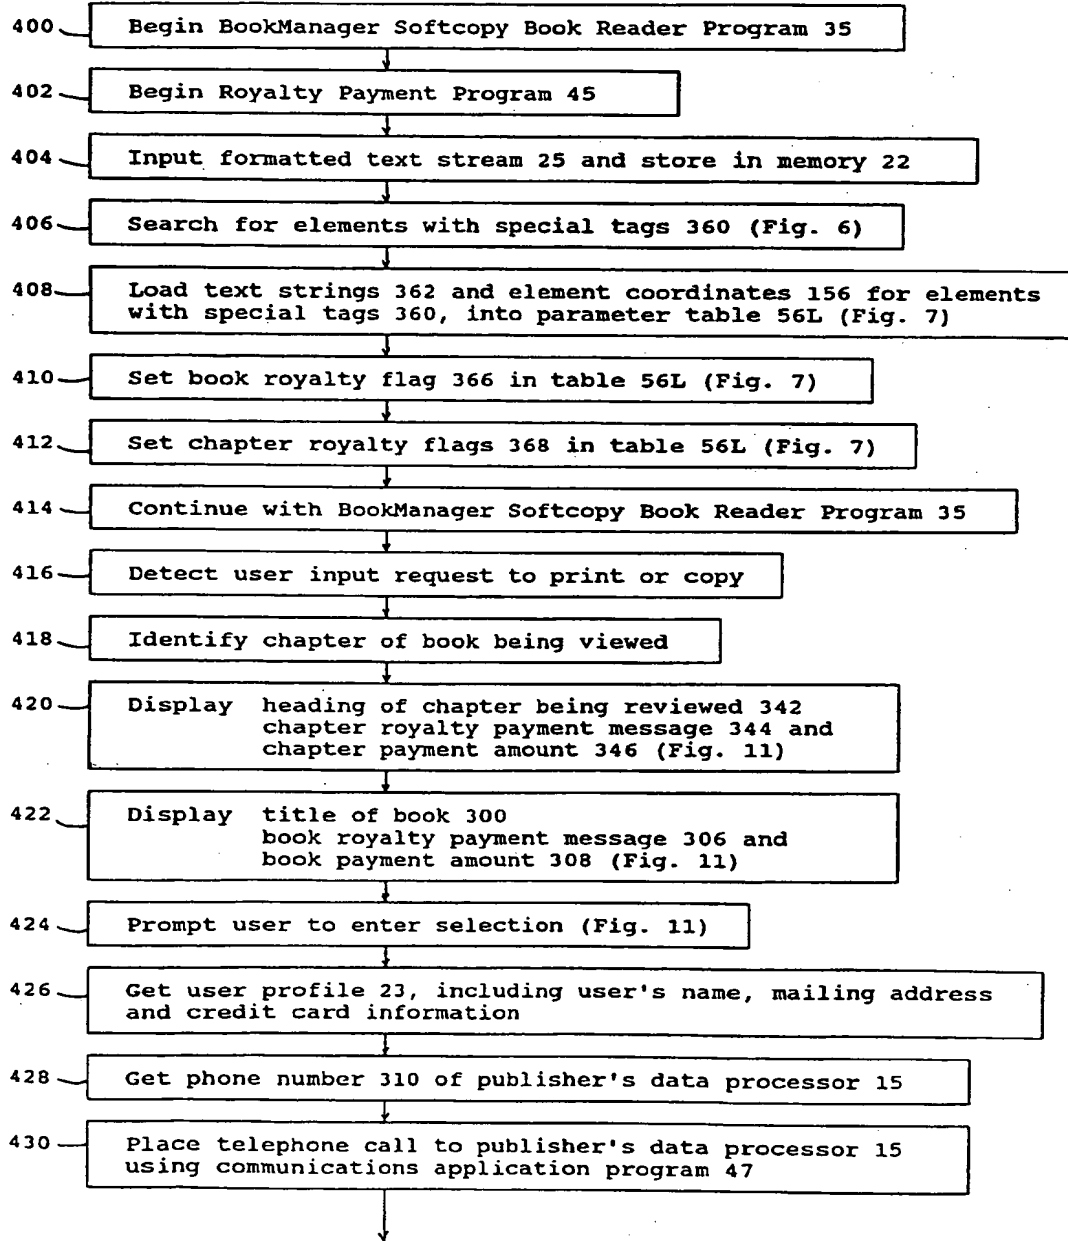 400 Begin BookManager Softcopy Book Reader Program 35
402 Begin Royalty Payment Program 45
404 Input formatted text stream 25 and store in memory 22
406 Search for elements with special tags 360 (Fig. 6)
408 Load text strings 362 and element coordinates 156 for elements
with special tags 360, into parameter table 56L (Fig. 7)
410 Set book royalty flag 366 in table 56L (Fig. 7)
412 Set chapter royalty flags 368 in table 56L (Fig. 7)
414 Continue with BookManager Softcopy Book Reader Program 35
416 Detect user input request to print or copy
418 Identify chapter of book being viewed
420 Display heading of chapter being reviewed 342
chapter royalty payment message 344 and
chapter payment amount 346 (Fig. 11)
422 Display title of book 300
book royalty payment message 306 and
book payment amount 308 (Fig. 11)
424 Prompt user to enter selection (Fig. 11)
426 Get user profile 23, including user's name, mailing address
and credit card information
428 Get phone number 310 of publisher's data processor 15
430 Place telephone call to publisher's data processor 15
using communications application program 47